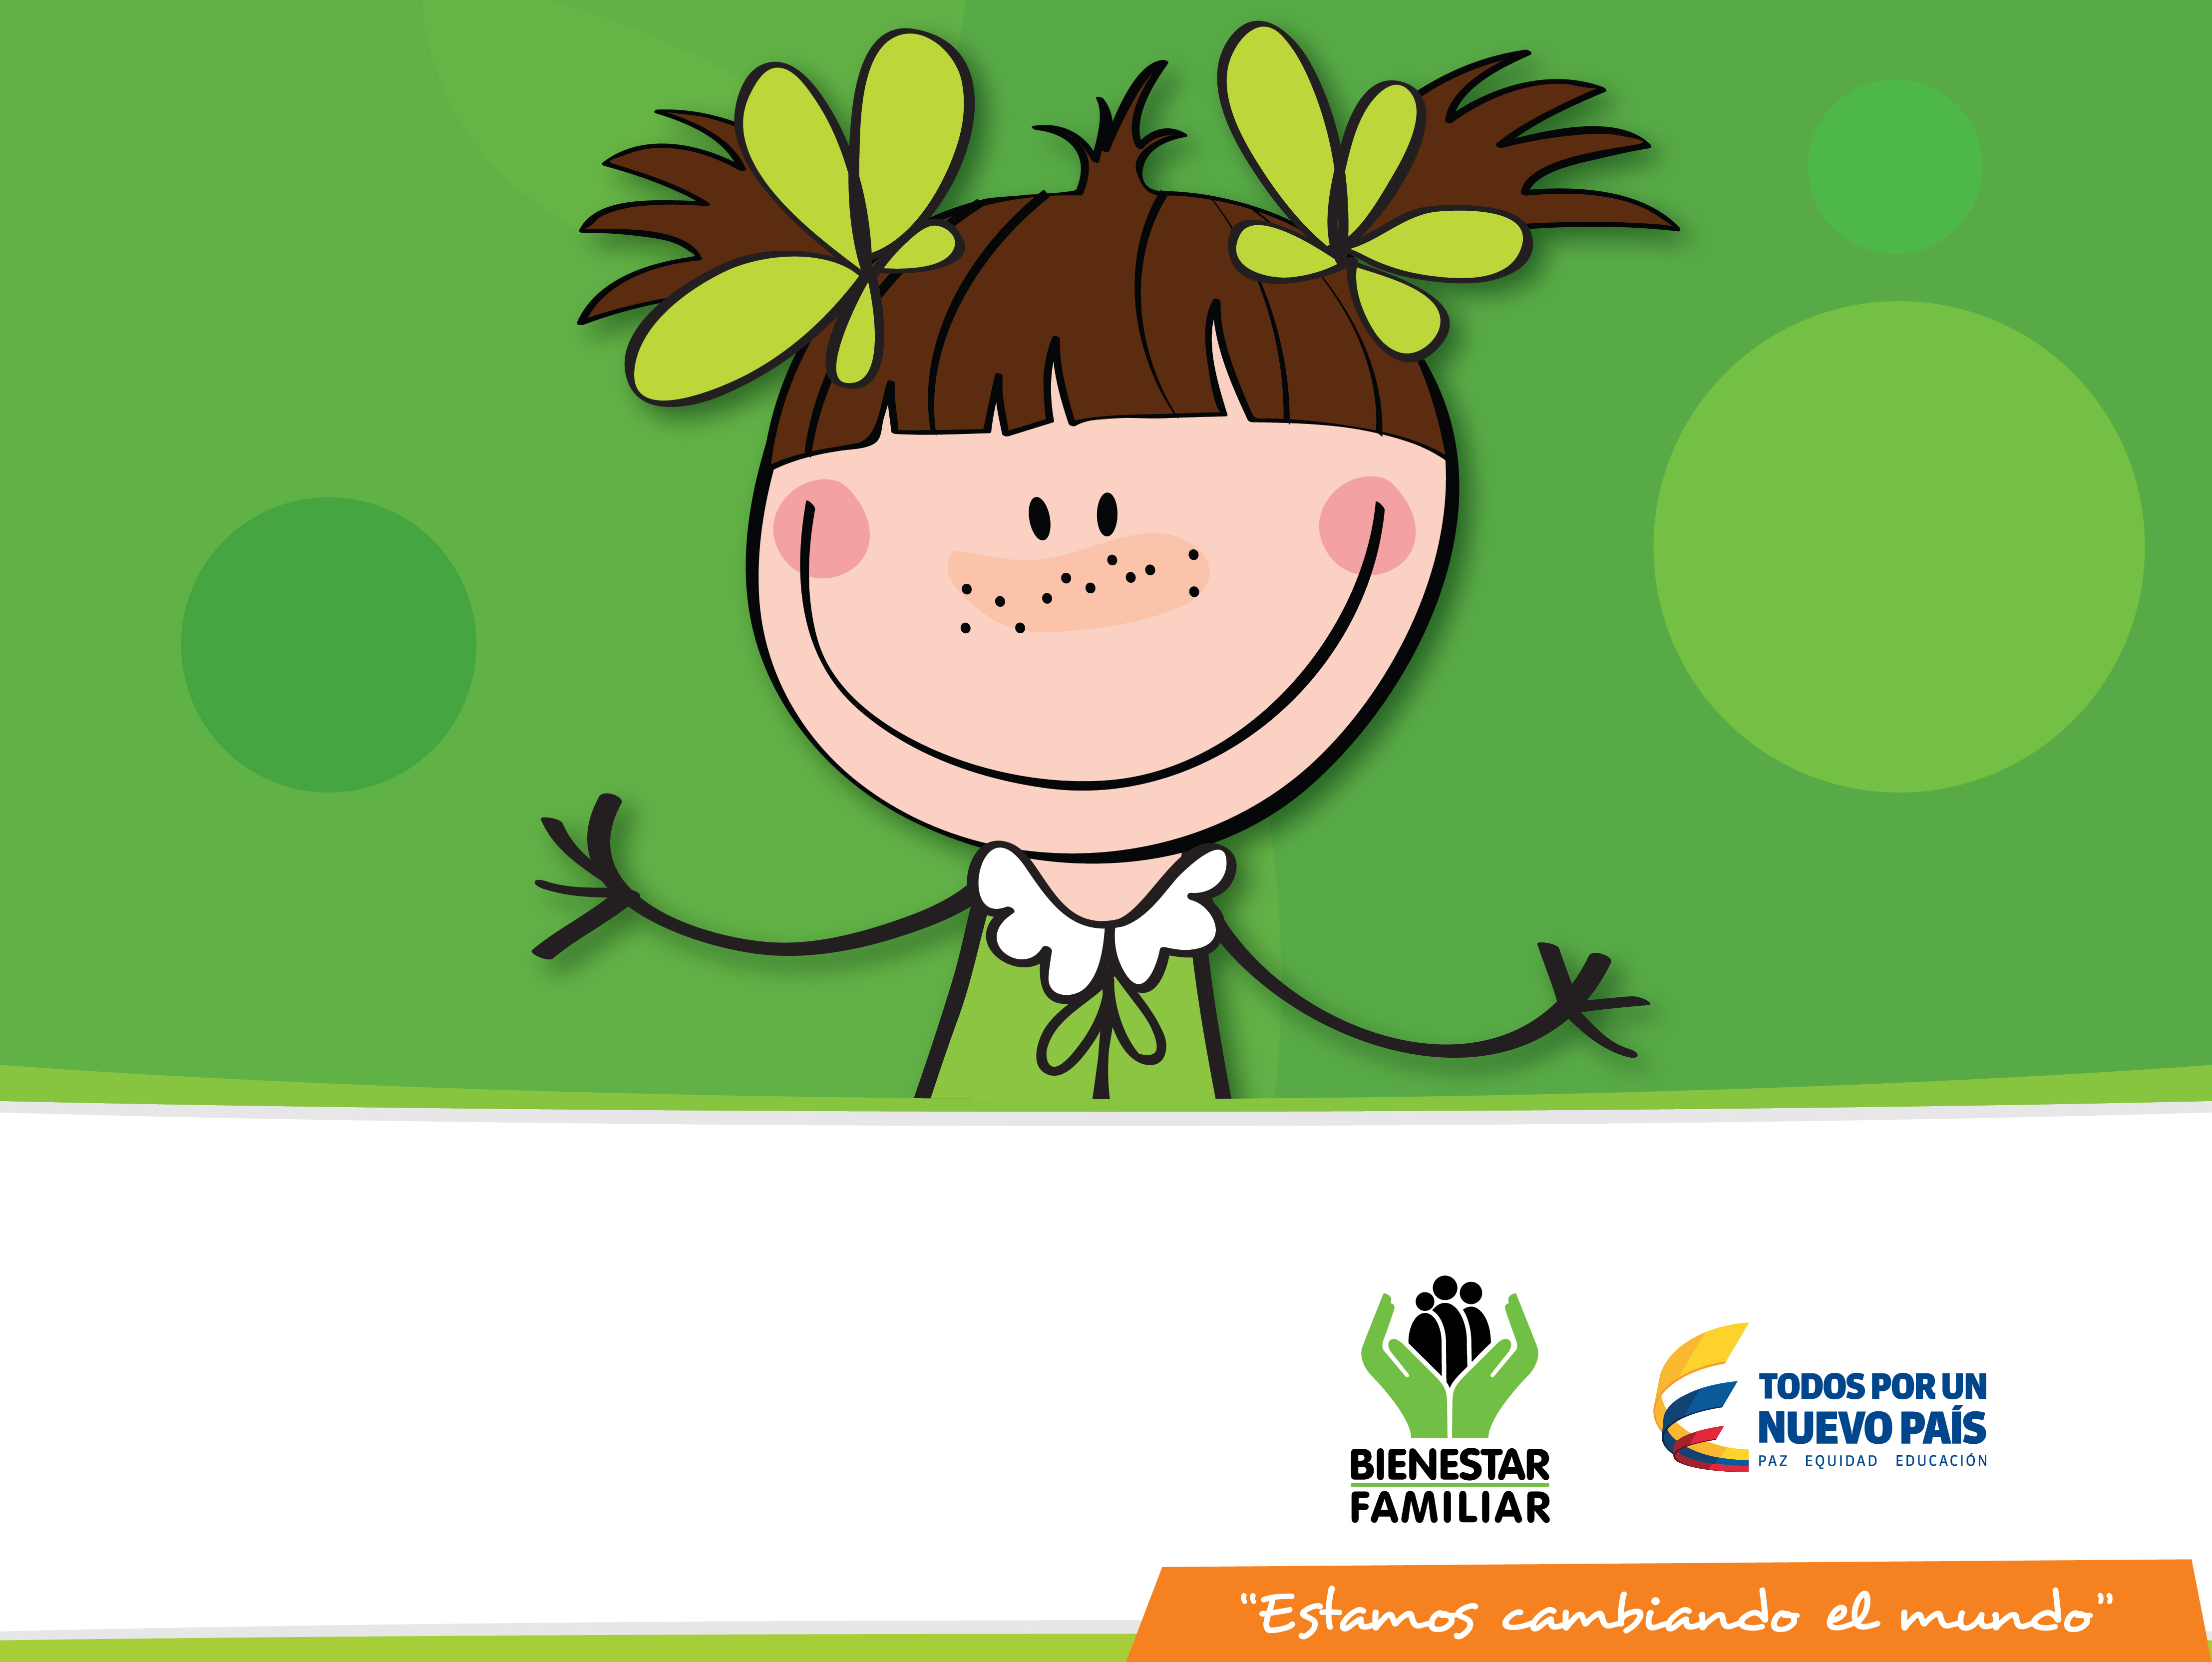 BIENESTAR
FAMILIAR
TODOS POR UN
NUEVO PAÍS
PAZ EQUIDAD EDUCACIÓN
"Estamos cambiando el mundo"